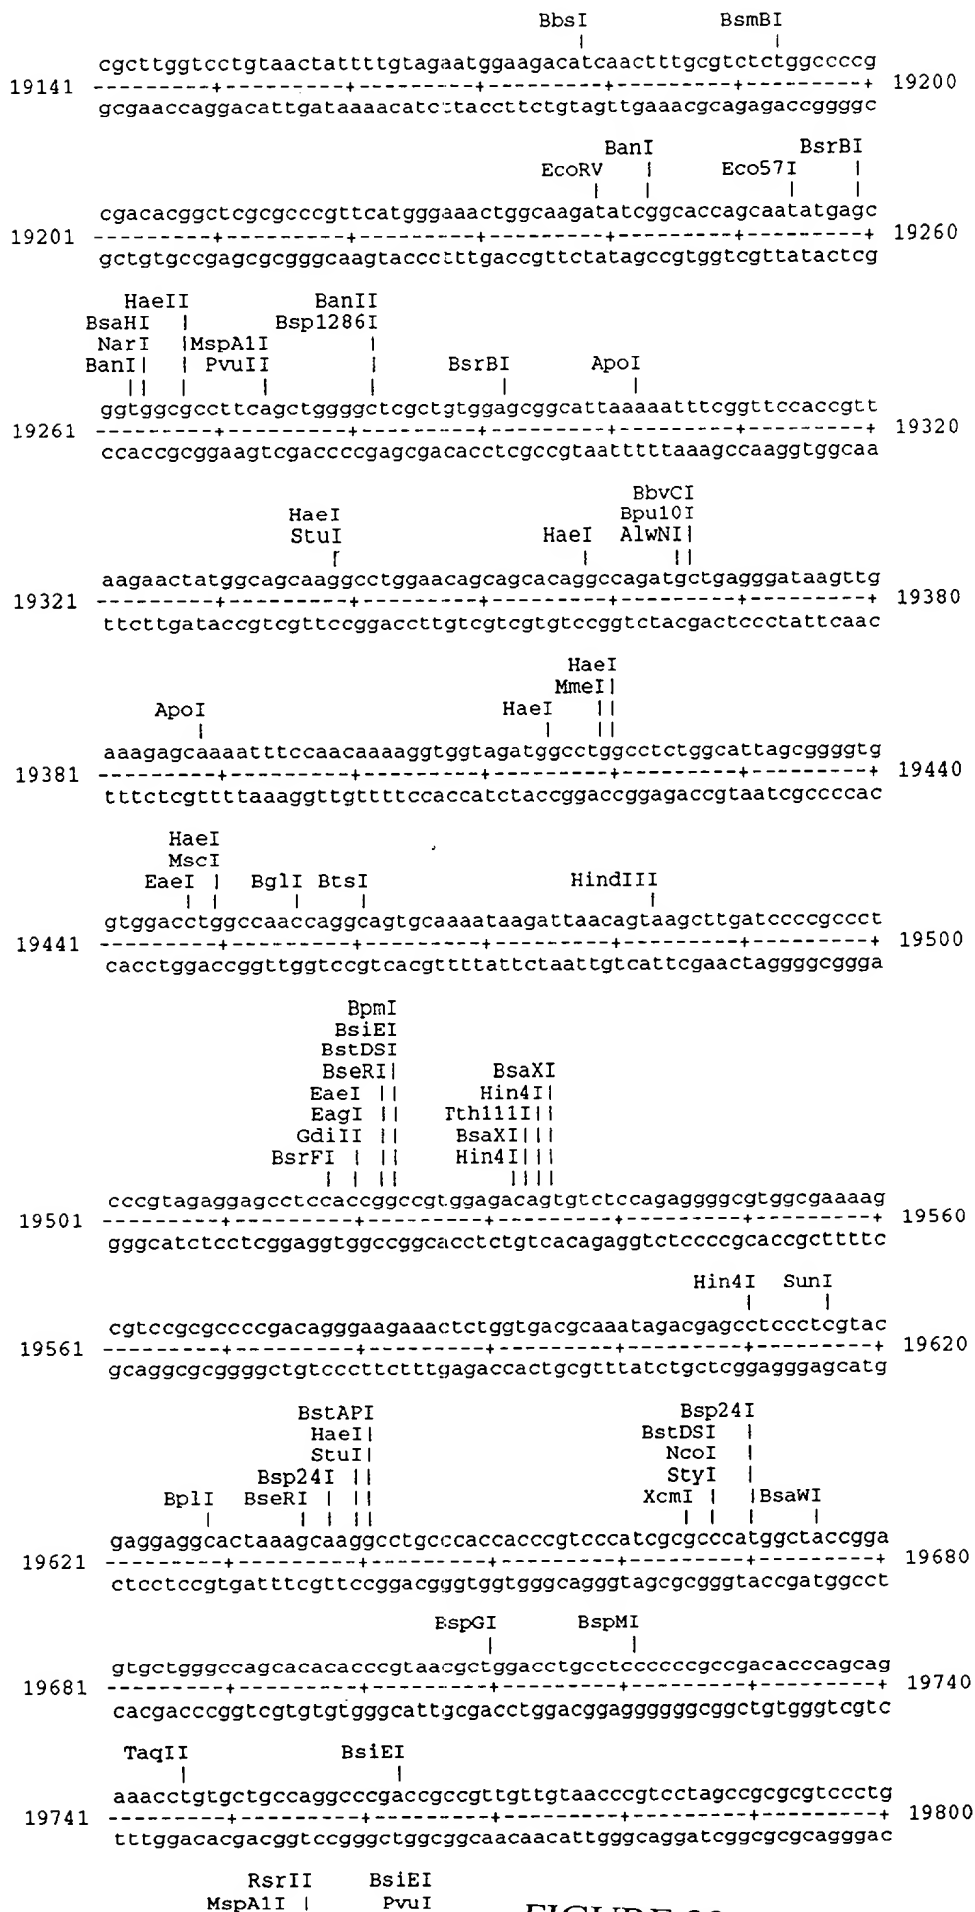 BbsI BsmBI
cgcttggtcctgtaactattttgtagaatggaagacatcaactttgcgtctctggccccg
19141 ---------+---------+---------+---------+---------+---------+ 19200
gcgaaccaggacattgataaaacatcttaccttctgtagttgaaacgcagagaccggggc
BanI BsrBI
EcoRV Eco57I
cgacacggctcgcgcccgttcatgggaaactggcaagatatcggcaccagcaatatgagc
19201 ---------+---------+---------+---------+---------+---------+ 19260
gctgtgccgagcgcgggcaagtaccctttgaccgttctatagccgtggtcgttatactcg
HaeII BanII
BsaHI Bsp1286I
NarI MspA1I
BanI PvuII BsrBI ApoI
ggtggcgccttcagctggggctcgctgtggagcggcattaaaaatttcggttccaccgtt
19261 ---------+---------+---------+---------+---------+---------+ 19320
ccaccgcggaagtcgaccccgagcgacacctcgccgtaatttttaaagccaaggtggcaa
BbvCI
HaeI Bpu10I
StuI HaeI AlwNI
aagaactatggcagcaaggcctggaacagcagcacaggccagatgctgagggataagttg
19321 ---------+---------+---------+---------+---------+---------+ 19380
ttcttgataccgtcgttccggaccttgtcgtcgtgtccggtctacgactccctattcaac
HaeI
MmeI
ApoI HaeI
aaagagcaaaatttccaacaaaaggtggtagatggcctggcctctggcattagcggggtg
19381 ---------+---------+---------+---------+---------+---------+ 19440
tttctcgttttaaaggttgttttccaccatctaccggaccggagaccgtaatcgccccac
HaeI
MscI
EaeI BglI BtsI HindIII
gtggacctggccaaccaggcagtgcaaaataagattaacagtaagcttgatccccgccct
19441 ---------+---------+---------+---------+---------+---------+ 19500
cacctggaccggttggtccgtcacgttttattctaattgtcattcgaactaggggcggga
BpmI
BsiEI
BstDSI
BseRI BsaXI
EaeI Hin4I
EagI Tth111I
GdiII BsaXI
BsrFI Hin4I
cccgtagaggagcctccaccggccgtggagacagtgtctccagaggggcgtggcgaaaag
19501 ---------+---------+---------+---------+---------+---------+ 19560
gggcatctcctcggaggtggccggcacctctgtcacagaggtctccccgcaccgcttttc
Hin4I SunI
cgtccgcgccccgacagggaagaaactctggtgacgcaaatagacgagcctccctcgtac
19561 ---------+---------+---------+---------+---------+---------+ 19620
gcaggcgcggggctgtcccttctttgagaccactgcgtttatctgctcggagggagcatg
BstAPI Bsp24I
HaeI BstDSI
StuI NcoI
Bsp24I StyI
BplI BseRI XcmI BsaWI
gaggaggcactaaagcaaggcctgcccaccacccgtcccatcgcgcccatggctaccgga
19621 ---------+---------+---------+---------+---------+---------+ 19680
ctcctccgtgatttcgttccggacgggtggtgggcagggtagcgcgggtaccgatggcct
BspGI BspMI
gtgctgggccagcacacacccgtaacgctggacctgcctccccccgccgacacccagcag
19681 ---------+---------+---------+---------+---------+---------+ 19740
cacgacccggtcgtgtgtgggcattgcgacctggacggaggggggcggctgtgggtcgtc
TaqII BsiEI
aaacctgtgctgccaggcccgaccgccgttgttgtaacccgtcctagccgcgcgtccctg
19741 ---------+---------+---------+---------+---------+---------+ 19800
tttggacacgacggtccgggctggcggcaacaacattgggcaggatcggcgcgcagggac
RsrII BsiEI
MspA1I PvuI